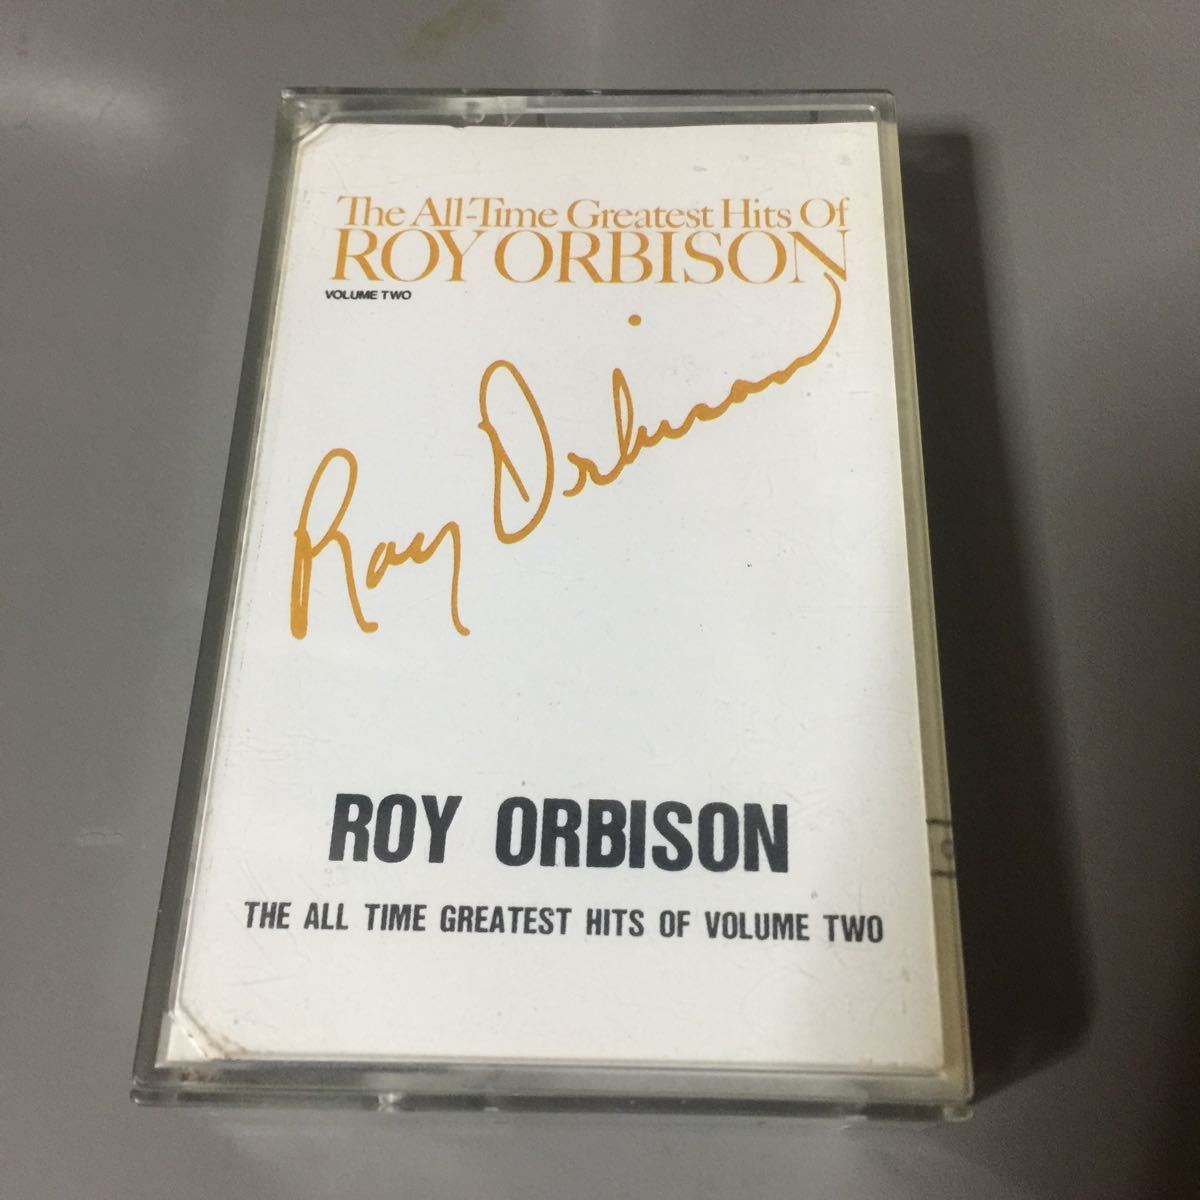 The All-Time Greatest Hits Of
ROY ORBISON
VOLUME TWO
Roy Orbison
ROY ORBISON
THE ALL TIME GREATEST HITS OF VOLUME TWO